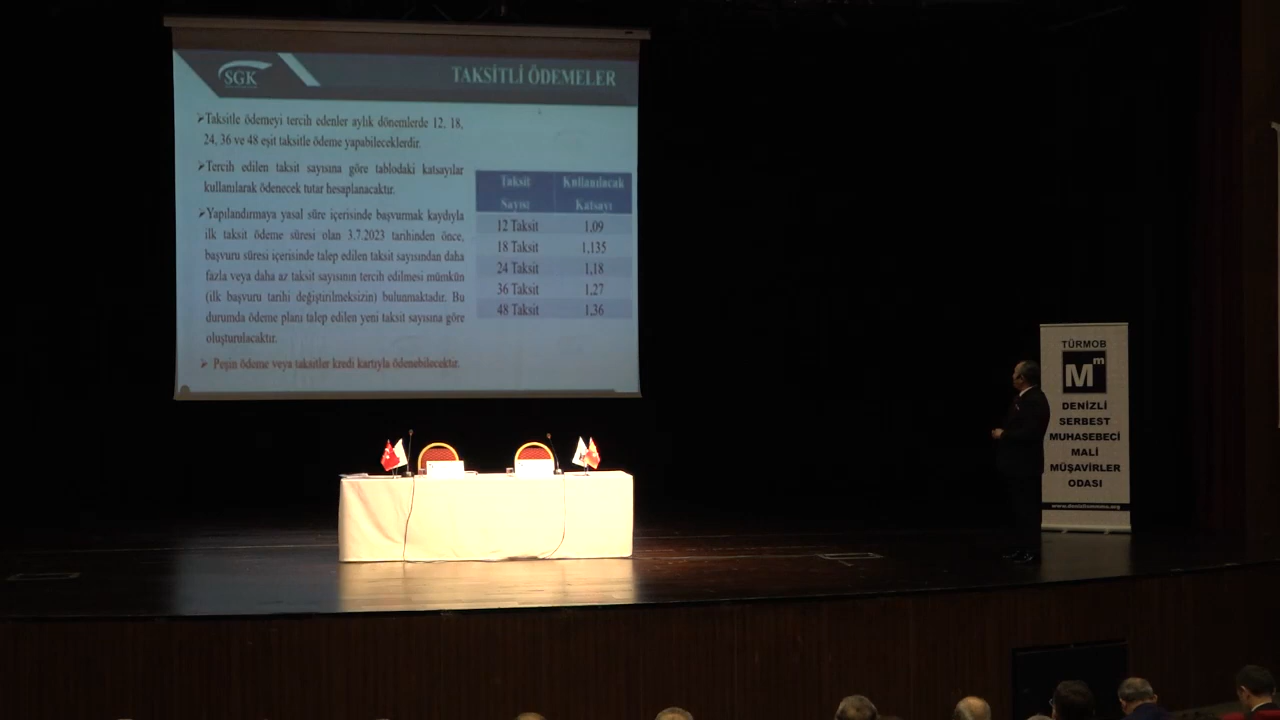 SGK
TAKSİTLİ ÖDEMELER
➢Taksitle ödemeyi tercih edenler aylık dönemlerde 12, 18,
24, 36 ve 48 eşit taksitle ödeme yapabileceklerdir.
➢Tercih edilen taksit sayısına göre tablodaki katsayılar
kullanılarak ödenecek tutar hesaplanacaktır.
➢Yapılandırmaya yasal süre içerisinde başvurmak kaydıyla
ilk taksit ödeme süresi olan 3.7.2023 tarihinden önce,
başvuru süresi içerisinde talep edilen taksit sayısından daha
fazla veya daha az taksit sayısının tercih edilmesi mümkün
(ilk başvuru tarihi değiştirilmeksizin) bulunmaktadır. Bu
durumda ödeme planı talep edilen yeni taksit sayısına göre
oluşturulacaktır.
➢ Peşin ödeme veya taksitler kredi kartıyla ödenebilecektir.
Taksit Kullanılacak
Sayısı Katsayı
12 Taksit 1,09
18 Taksit 1,135
24 Taksit 1,18
36 Taksit 1,27
48 Taksit 1,36
TÜRMOB
Mm
DENİZLİ
SERBEST
MUHASEBECİ
MALİ
MÜŞAVİRLER
ODASI